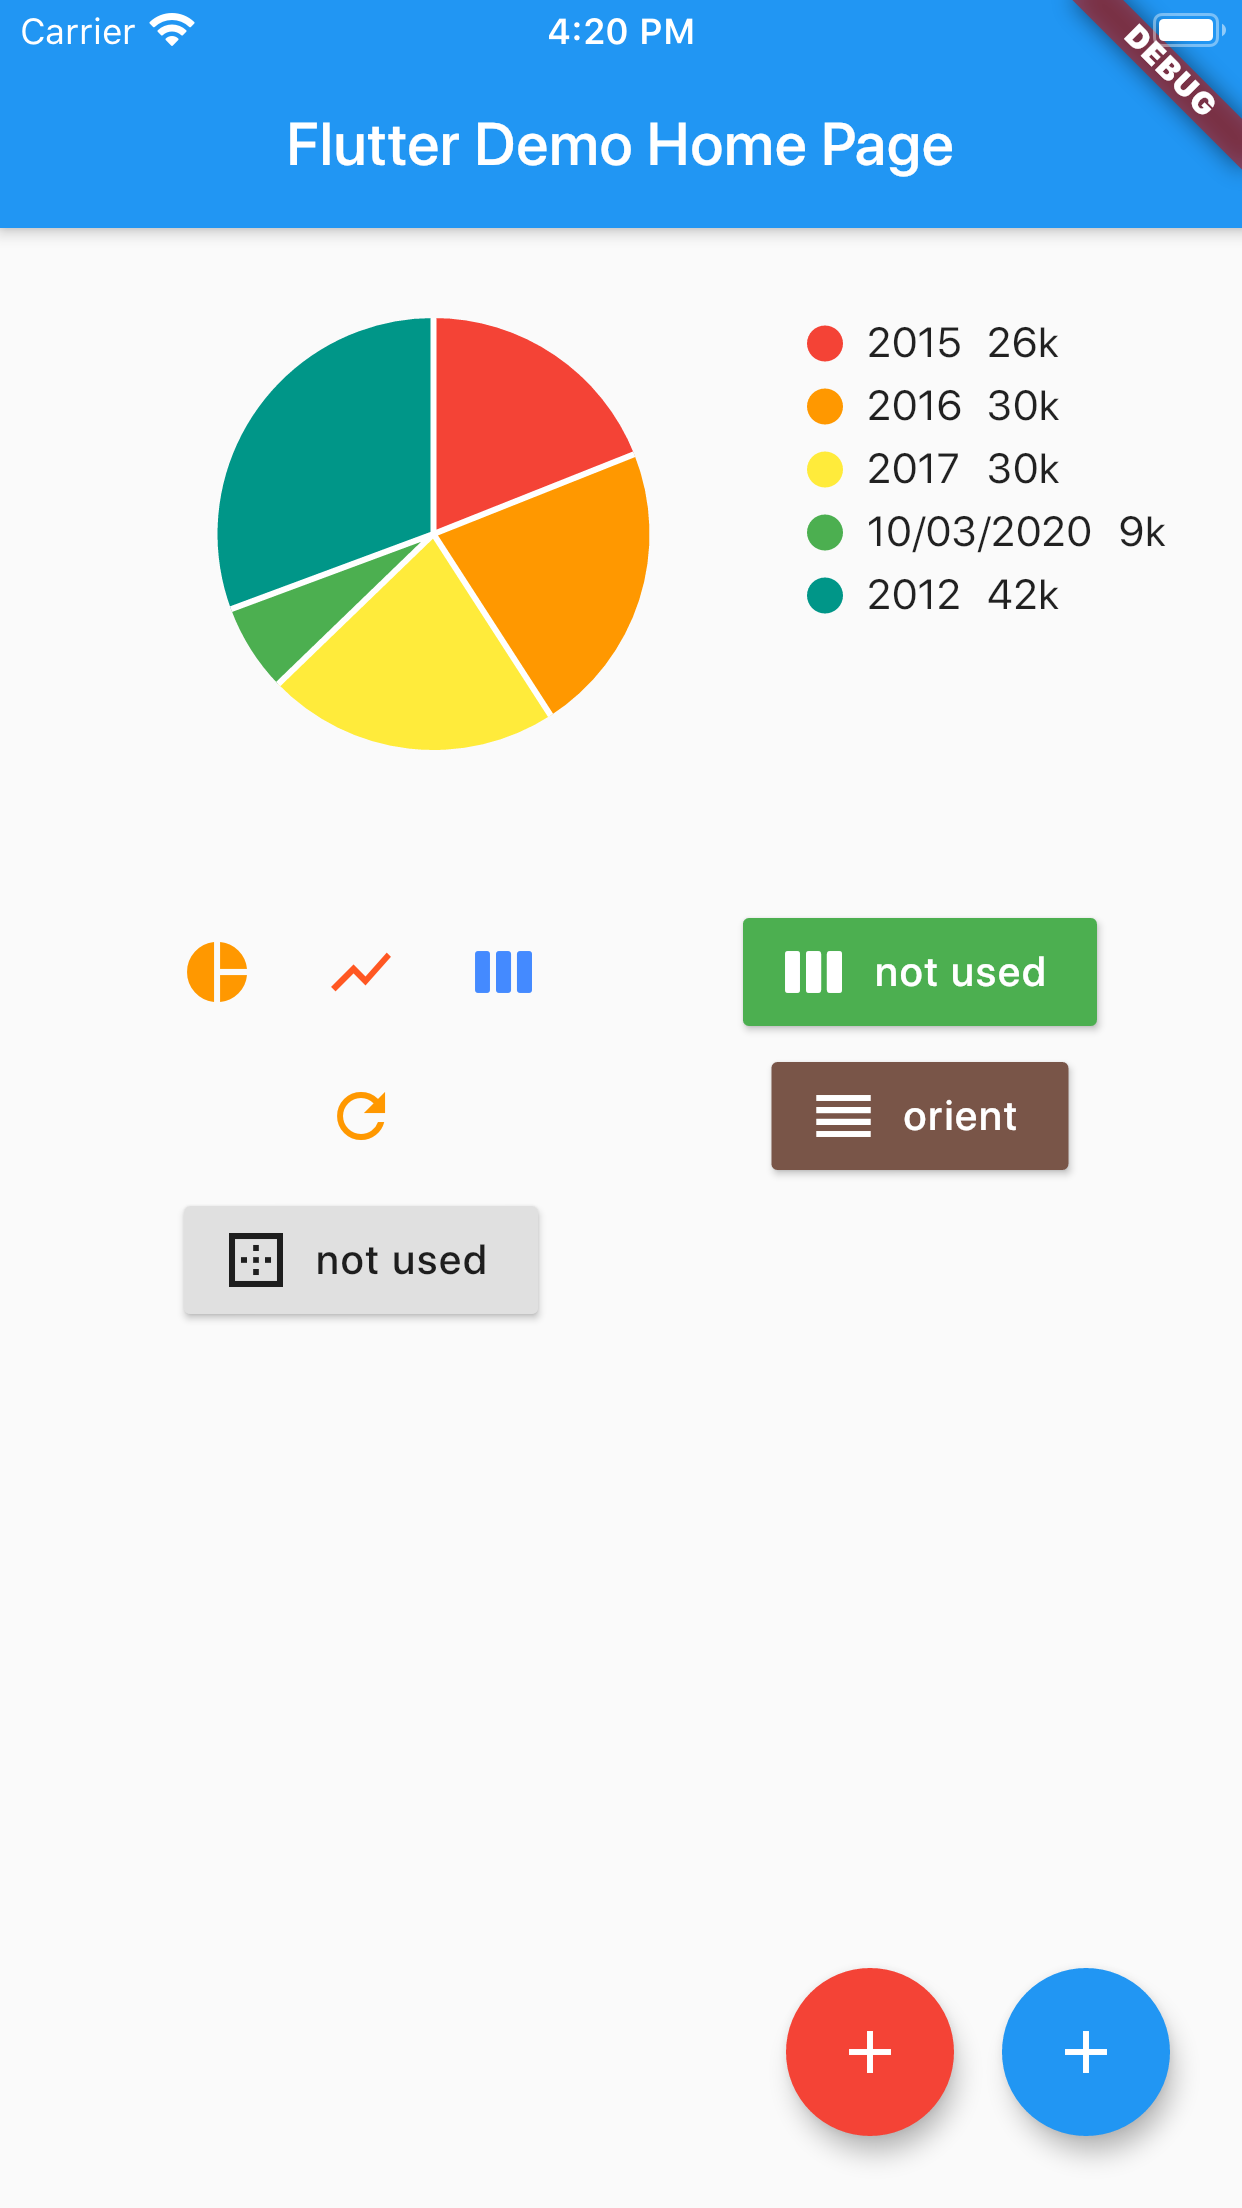 Carrier 4:20 PM
DEBUG
Flutter Demo Home Page
2015 26k
2016 30k
2017 30k
10/03/2020 9k
2012 42k
not used
orient
not used